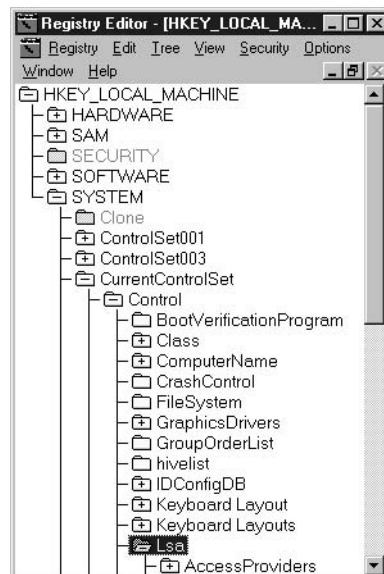 Registry Editor - [HKEY_LOCAL_MA...
Registry Edit Tree View Security Options
Window Help
HKEY_LOCAL_MACHINE
HARDWARE
SAM
SECURITY
SOFTWARE
SYSTEM
Clone
ControlSet001
ControlSet003
CurrentControlSet
Control
BootVerificationProgram
Class
ComputerName
CrashControl
FileSystem
GraphicsDrivers
GroupOrderList
hivelist
IDConfigDB
Keyboard Layout
Keyboard Layouts
Lsa
AccessProviders